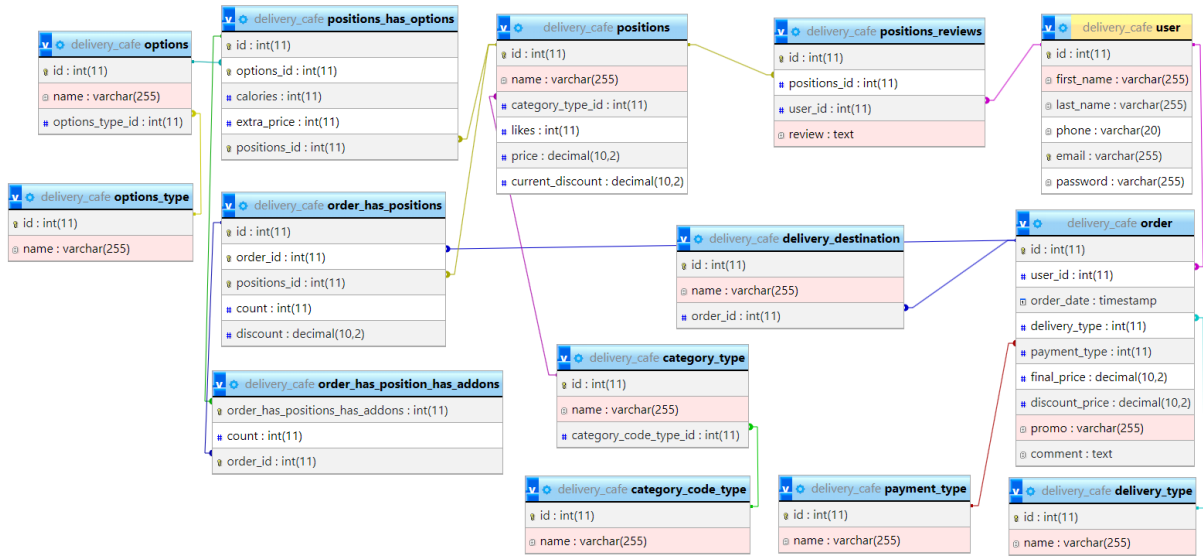 delivery_cafe options
id : int(11)
name : varchar(255)
options_type_id : int(11)
delivery_cafe options_type
id : int(11)
name : varchar(255)
delivery_cafe positions_has_options
id : int(11)
options_id : int(11)
calories : int(11)
extra_price : int(11)
positions_id : int(11)
delivery_cafe order_has_positions
id : int(11)
order_id : int(11)
positions_id : int(11)
count : int(11)
discount : decimal(10,2)
delivery_cafe order_has_position_has_addons
order_has_positions_has_addons : int(11)
count : int(11)
order_id : int(11)
delivery_cafe positions
id : int(11)
name : varchar(255)
category_type_id : int(11)
likes : int(11)
price : decimal(10,2)
current_discount : decimal(10,2)
delivery_cafe category_type
id : int(11)
name : varchar(255)
category_code_type_id : int(11)
delivery_cafe category_code_type
id : int(11)
name : varchar(255)
delivery_cafe positions_reviews
id : int(11)
positions_id : int(11)
user_id : int(11)
review : text
delivery_cafe delivery_destination
id : int(11)
name : varchar(255)
order_id : int(11)
delivery_cafe payment_type
id : int(11)
name : varchar(255)
delivery_cafe user
id : int(11)
first_name : varchar(255)
last_name : varchar(255)
phone : varchar(20)
email : varchar(255)
password : varchar(255)
delivery_cafe order
id : int(11)
user_id : int(11)
order_date : timestamp
delivery_type : int(11)
payment_type : int(11)
final_price : decimal(10,2)
discount_price : decimal(10,2)
promo : varchar(255)
comment : text
delivery_cafe delivery_type
id : int(11)
name : varchar(255)